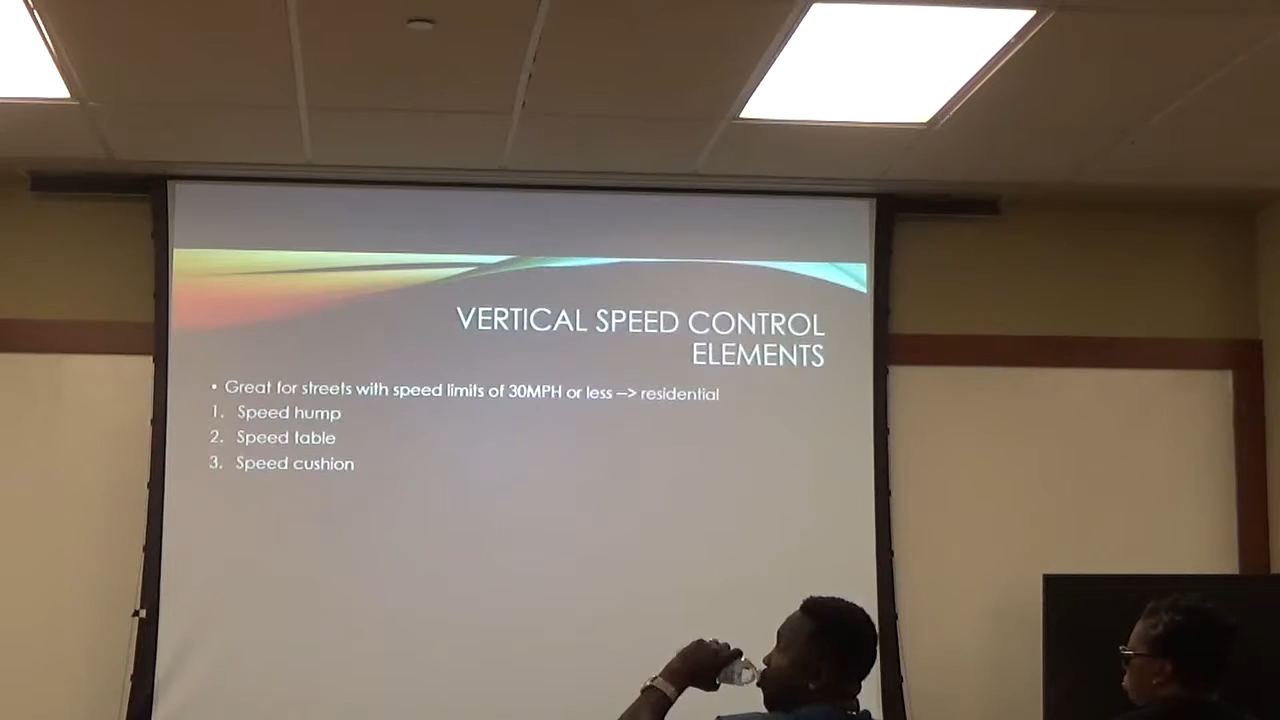 VERTICAL SPEED CONTROL
ELEMENTS
• Great for streets with speed limits of 30MPH or less –> residential
1. Speed hump
2. Speed table
3. Speed cushion